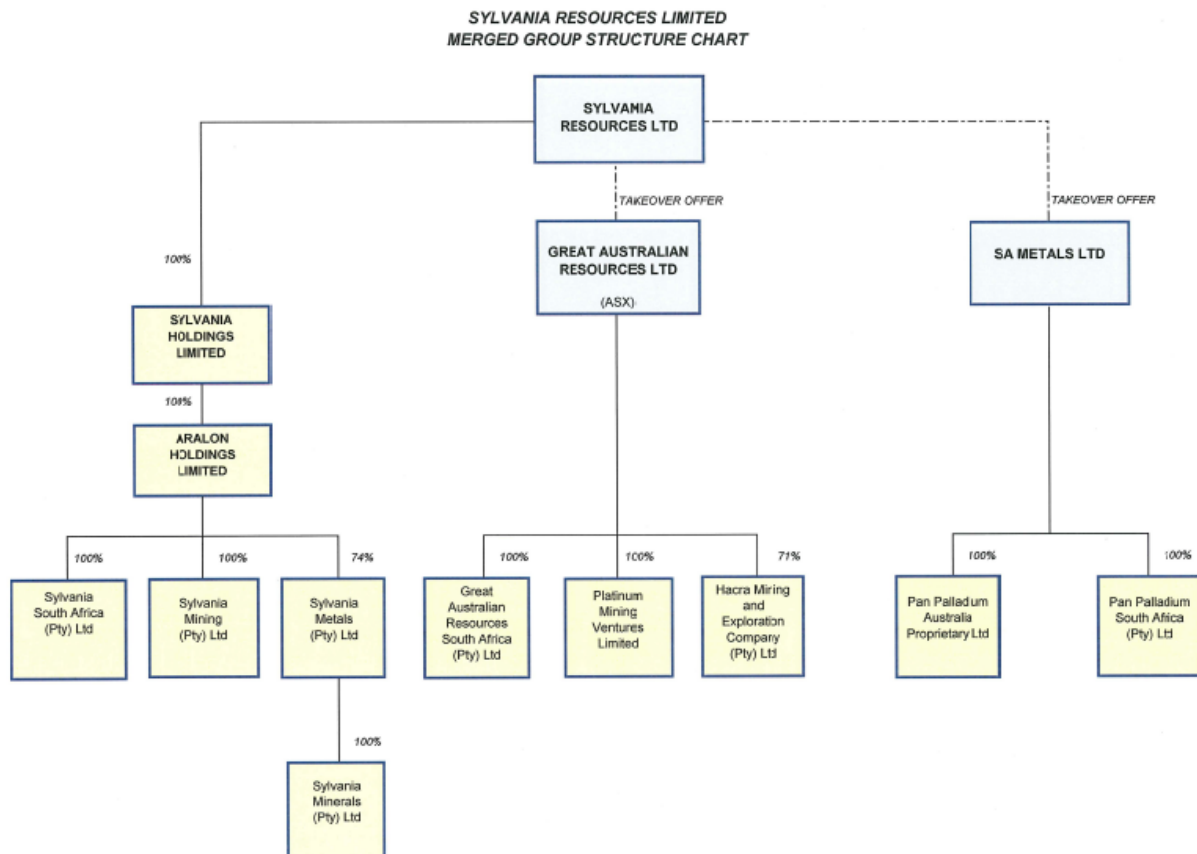 SYLVANIA RESOURCES LIMITED
MERGED GROUP STRUCTURE CHART
SYLVANIA
RESOURCES LTD
TAKEOVER OFFER
TAKEOVER OFFER
GREAT AUSTRALIAN
RESOURCES LTD
(ASX)
SA METALS LTD
100%
SYLVANIA
HOLDINGS
LIMITED
100%
ARALON
HOLDINGS
LIMITED
100%
100%
74%
100%
100%
71%
100%
100%
Sylvania
South Africa
(Pty) Ltd
Sylvania
Mining
(Pty) Ltd
Sylvania
Metals
(Pty) Ltd
Great
Australian
Resources
South Africa
(Pty) Ltd
Platinum
Mining
Ventures
Limited
Hacra Mining
and
Exploration
Company
(Pty) Ltd
Pan Palladium
Australia
Proprietary Ltd
Pan Palladium
South Africa
(Pty) Ltd
100%
Sylvania
Minerals
(Pty) Ltd